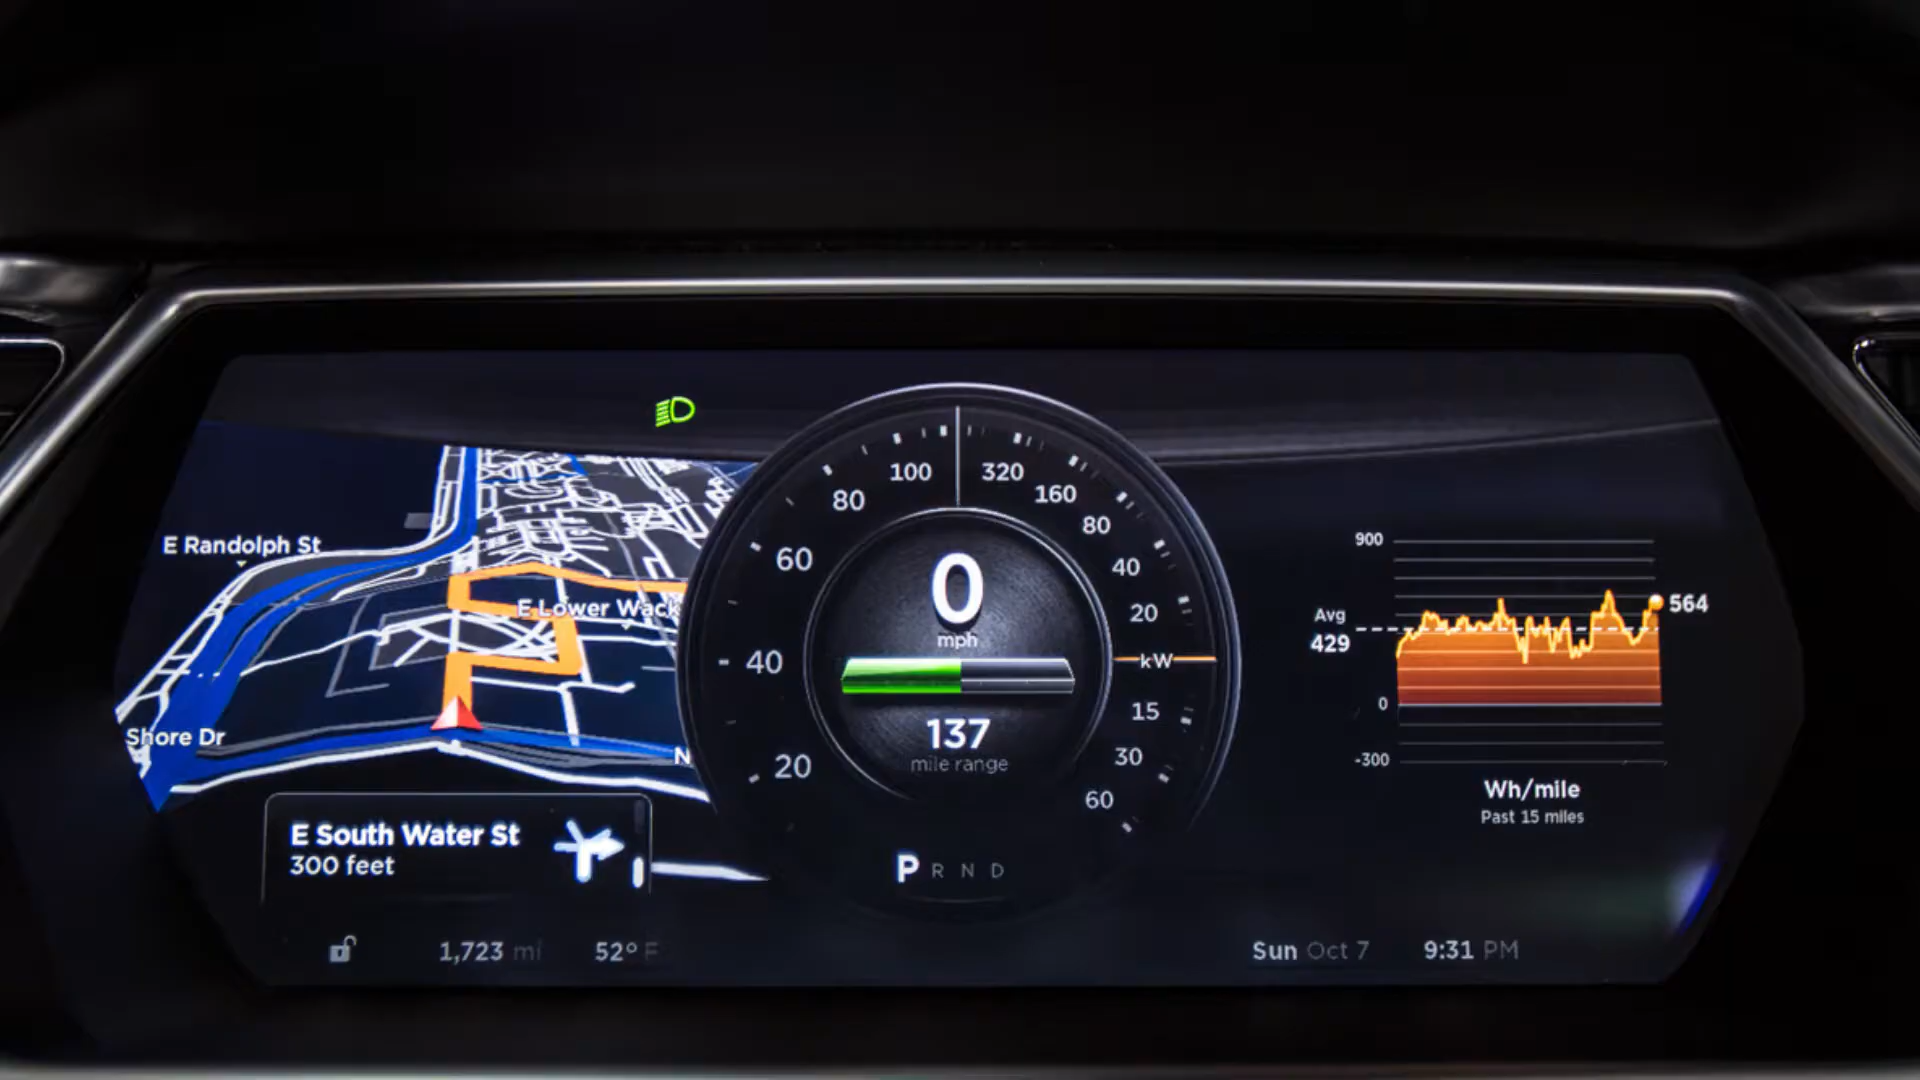 E Randolph St
E Lower Wack
Shore Dr
N
E South Water St
300 feet
1,723 mi
52° F
100
80
60
40
20
320
160
80
40
20
kW
15
30
60
0
mph
137
mile range
P R N D
900
Avg
429
564
0
-300
Wh/mile
Past 15 miles
Sun Oct 7
9:31 PM